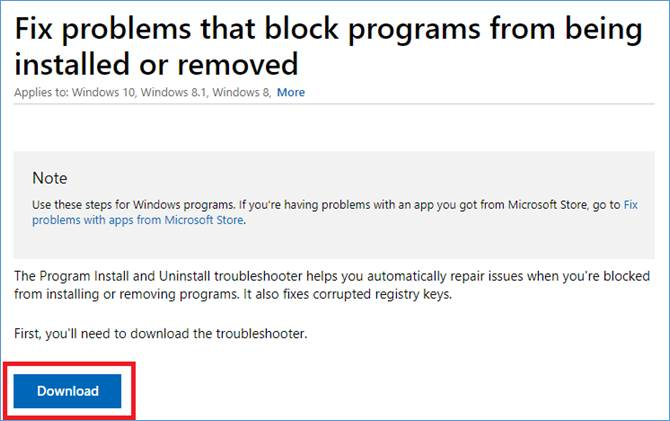 Fix problems that block programs from being
installed or removed
Applies to: Windows 10, Windows 8.1, Windows 8, More
Note
Use these steps for Windows programs. If you're having problems with an app you got from Microsoft Store, go to Fix
problems with apps from Microsoft Store.
The Program Install and Uninstall troubleshooter helps you automatically repair issues when you're blocked
from installing or removing programs. It also fixes corrupted registry keys.
First, you'll need to download the troubleshooter.
Download